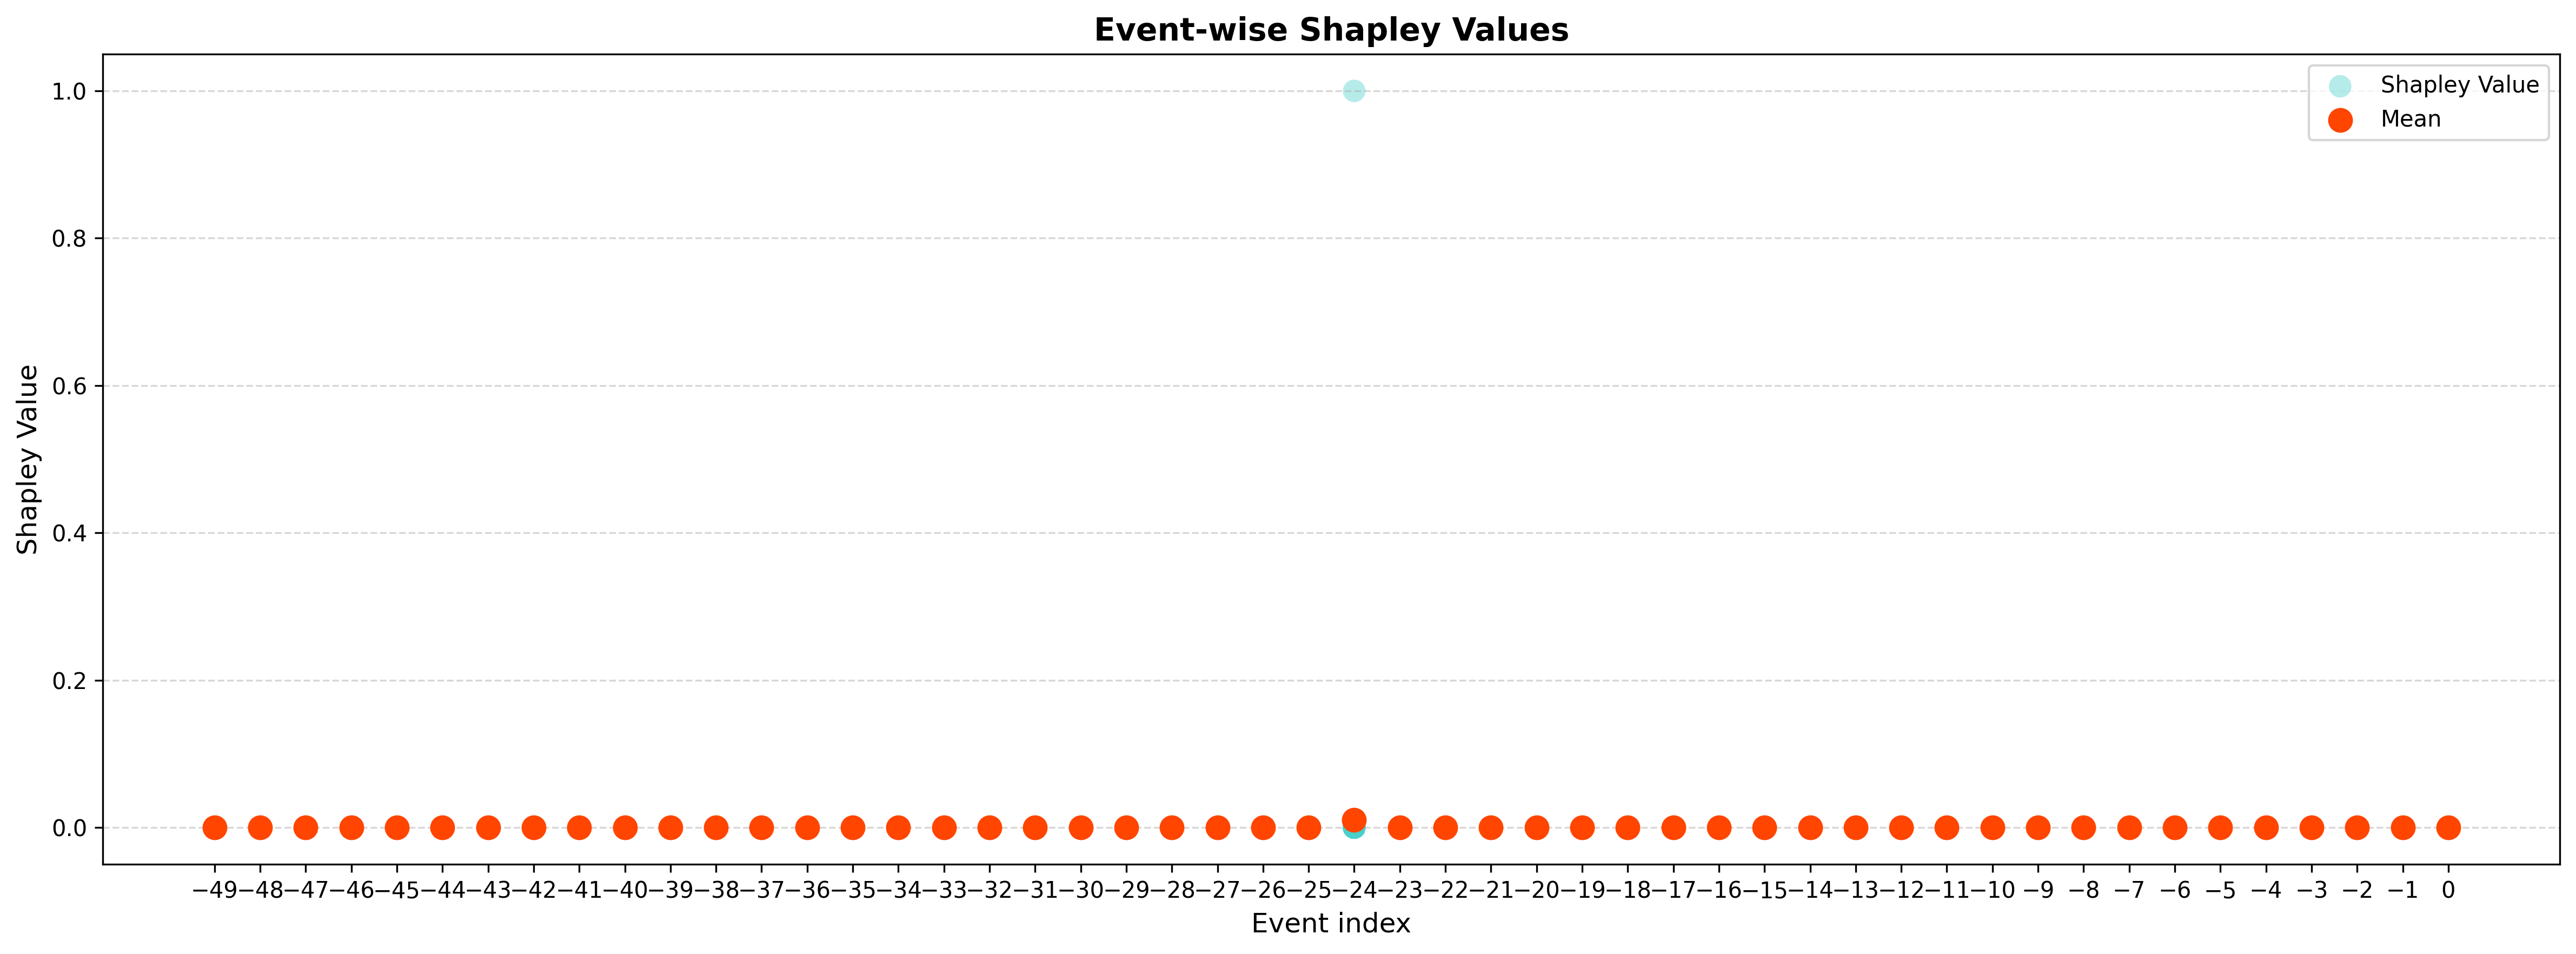 Event-wise Shapley Values
Shapley Value
Mean
1.0
0.8
0.6
0.4
0.2
0.0
Shapley Value
−49 −48 −47 −46 −45 −44 −43 −42 −41 −40 −39 −38 −37 −36 −35 −34 −33 −32 −31 −30 −29 −28 −27 −26 −25 −24 −23 −22 −21 −20 −19 −18 −17 −16 −15 −14 −13 −12 −11 −10 −9 −8 −7 −6 −5 −4 −3 −2 −1 0
Event index